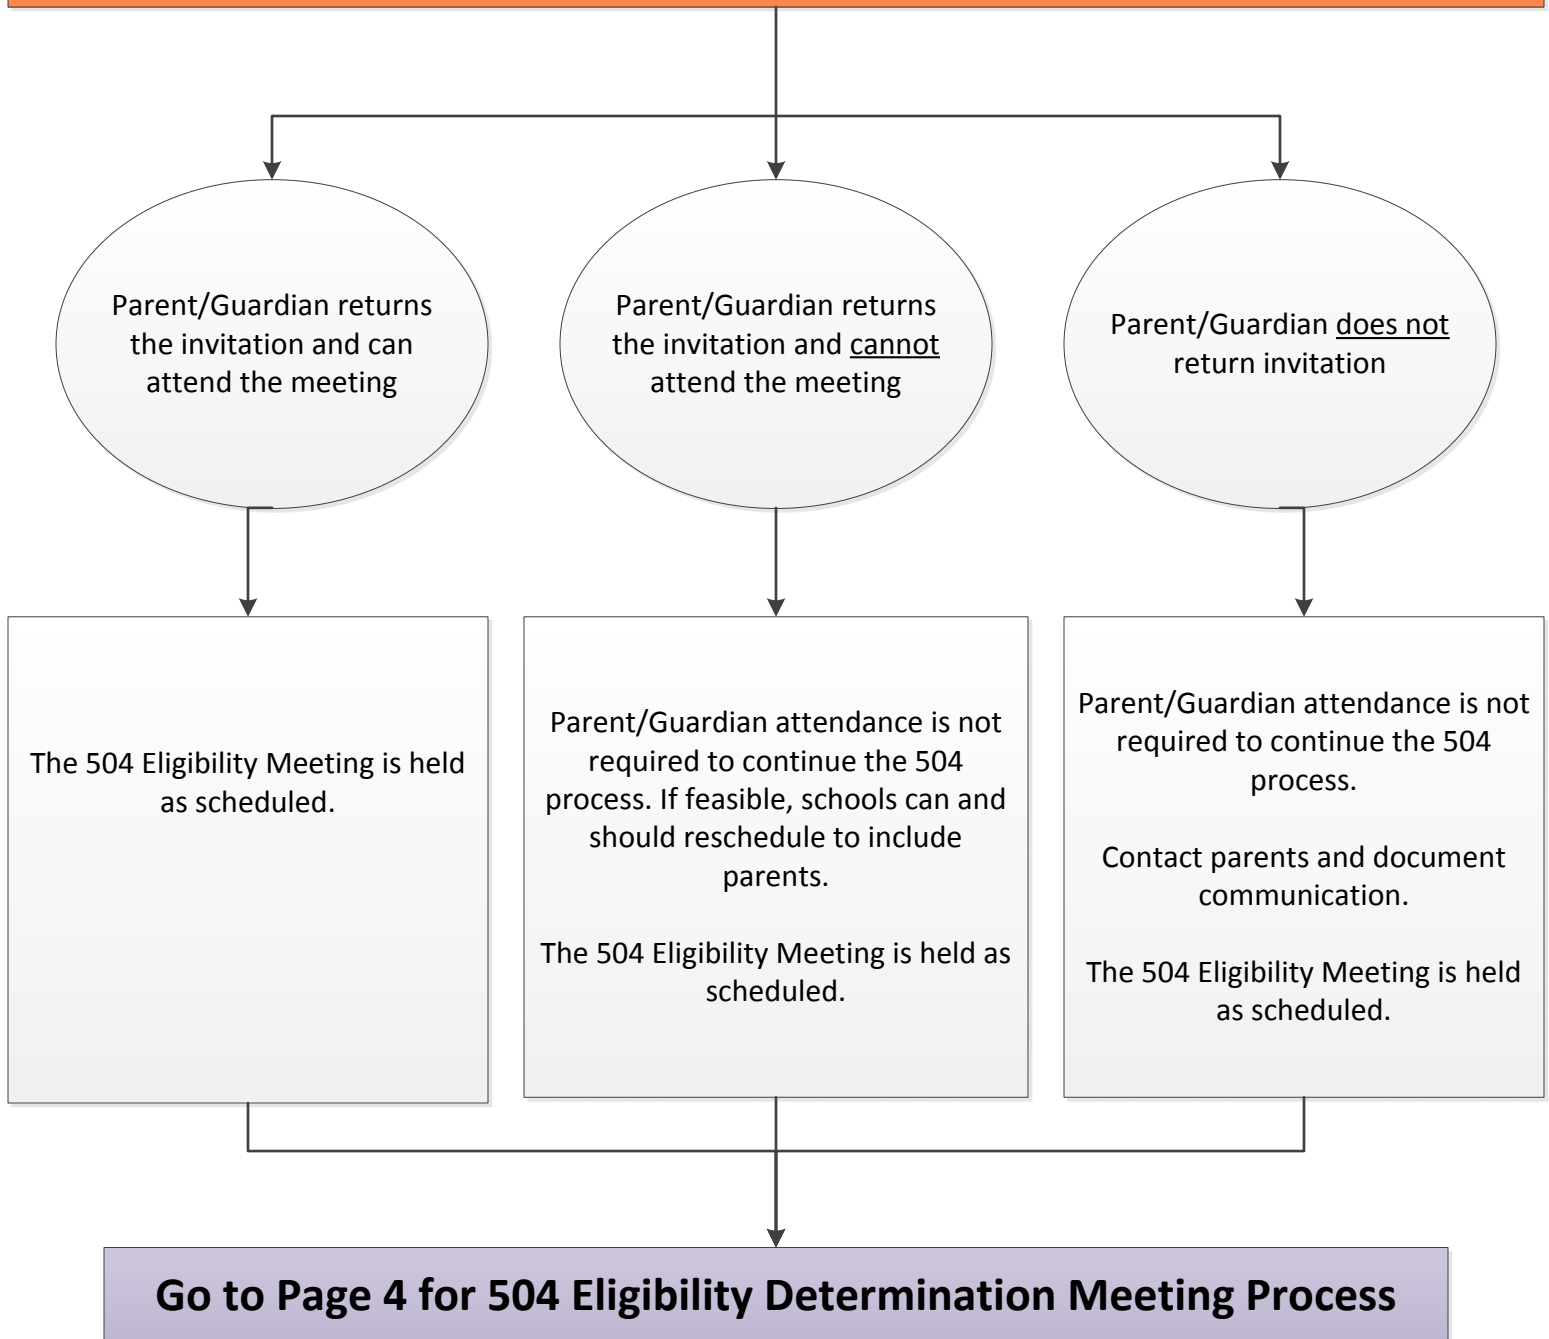 Parent/Guardian returns
the invitation and can
attend the meeting
Parent/Guardian returns
the invitation and cannot
attend the meeting
Parent/Guardian does not
return invitation
The 504 Eligibility Meeting is held
as scheduled.
Parent/Guardian attendance is not
required to continue the 504
process. If feasible, schools can and
should reschedule to include
parents.
The 504 Eligibility Meeting is held as
scheduled.
Parent/Guardian attendance is not
required to continue the 504
process.
Contact parents and document
communication.
The 504 Eligibility Meeting is held
as scheduled.
Go to Page 4 for 504 Eligibility Determination Meeting Process